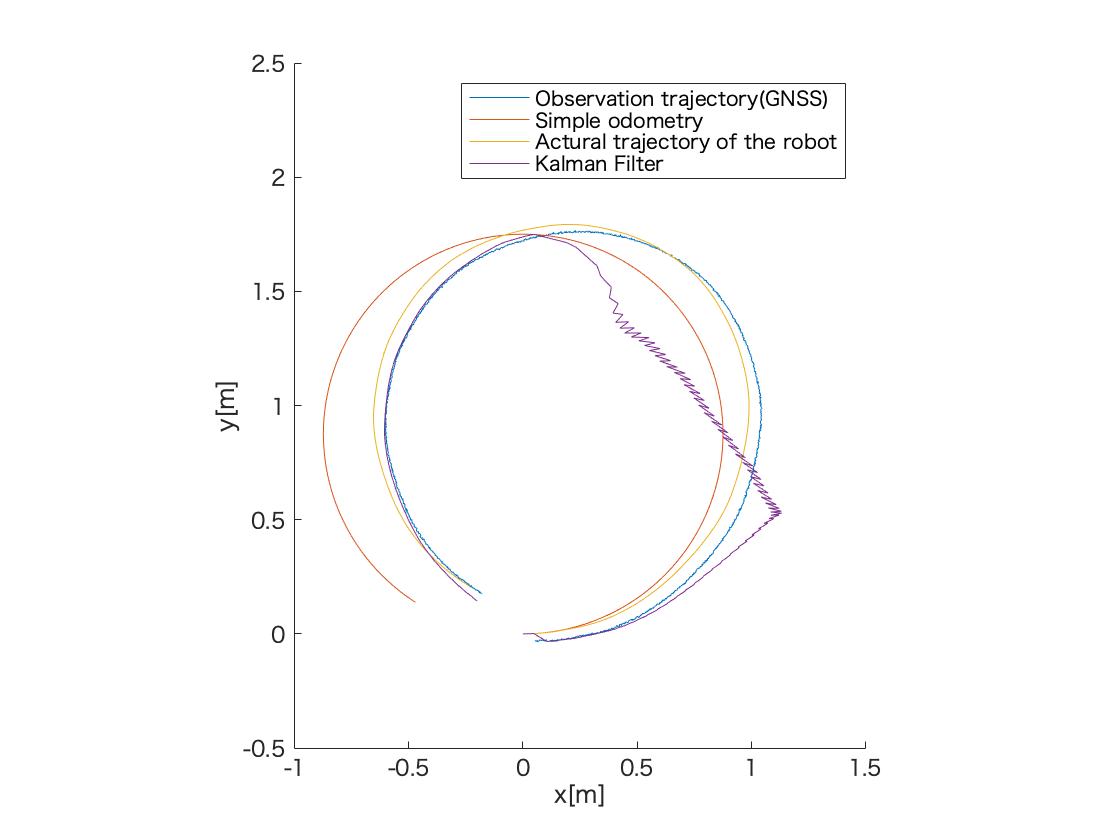 2.5
Observation trajectory(GNSS)
Simple odometry
Actural trajectory of the robot
Kalman Filter
2
1.5
y[m]
1
0.5
0
-0.5
-1 -0.5 0 0.5 1 1.5
x[m]